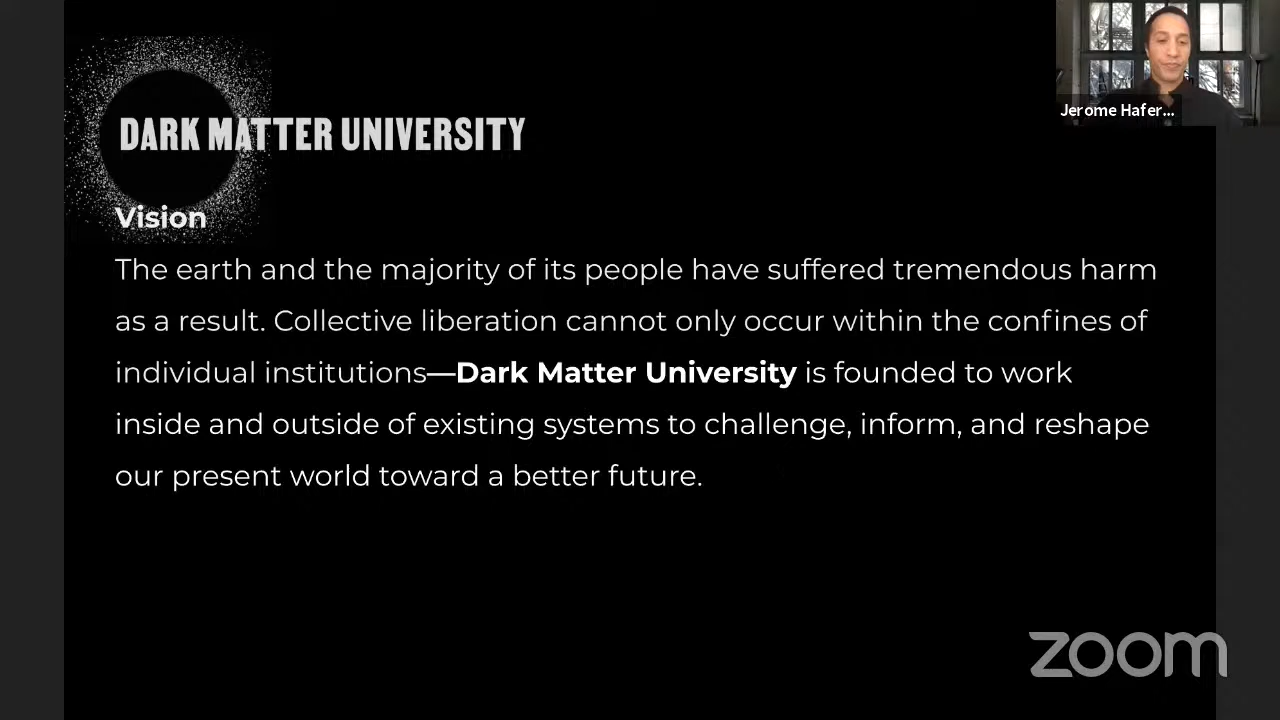 Jerome Hafer...
DARK MATTER UNIVERSITY
Vision
The earth and the majority of its people have suffered tremendous harm
as a result. Collective liberation cannot only occur within the confines of
individual institutions—Dark Matter University is founded to work
inside and outside of existing systems to challenge, inform, and reshape
our present world toward a better future.
zoom